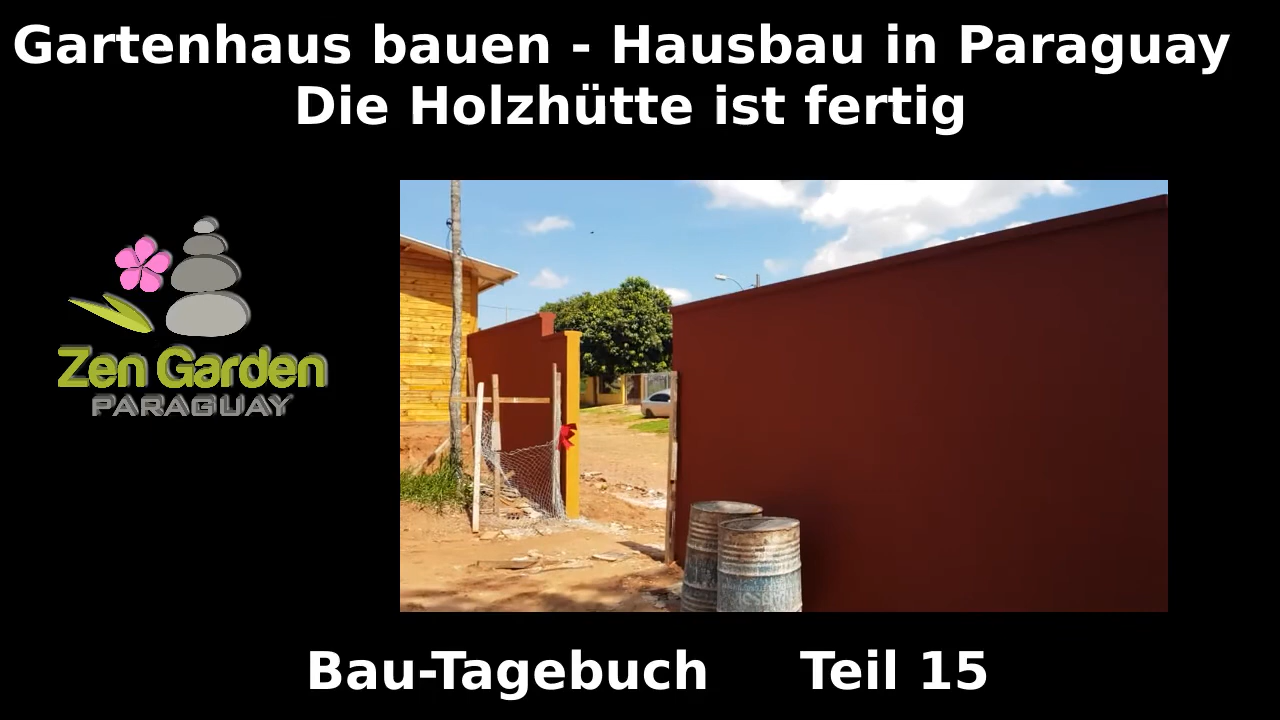 Gartenhaus bauen - Hausbau in Paraguay
Die Holzhütte ist fertig
Zen Garden
PARAGUAY
Bau-Tagebuch Teil 15